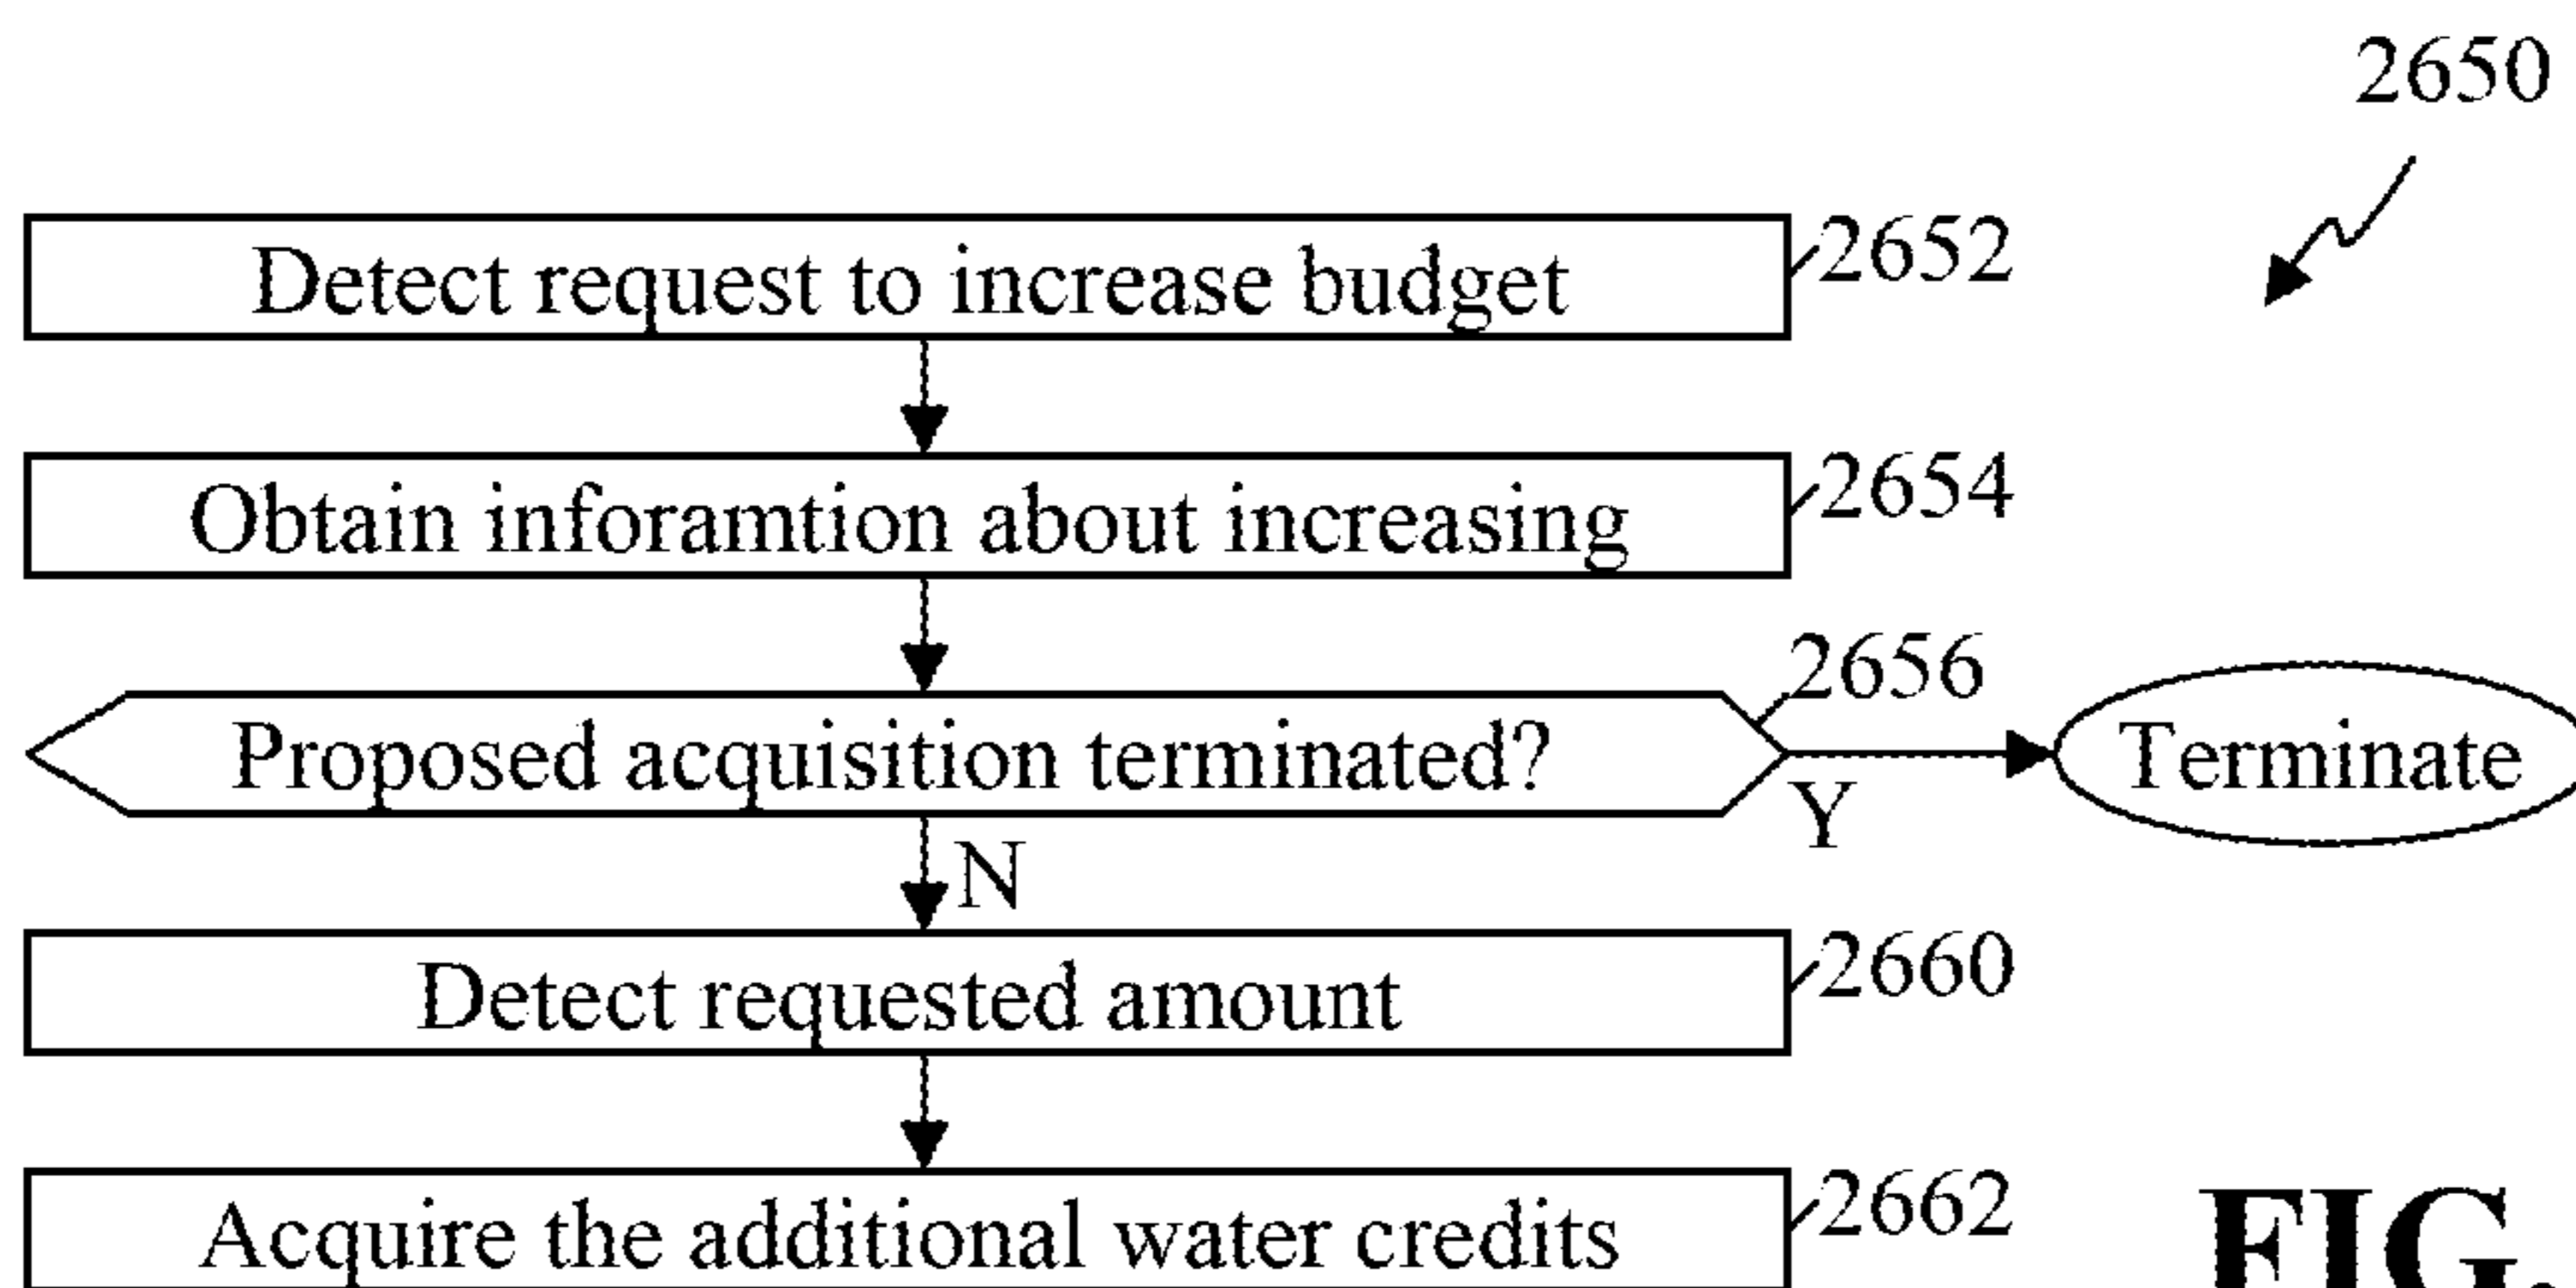 2650
Detect request to increase budget
2652
Obtain inforamtion about increasing
2654
2656
Proposed acquisition terminated?
Terminate
Y
N
Detect requested amount
2660
Acquire the additional water credits
2662
FIG.